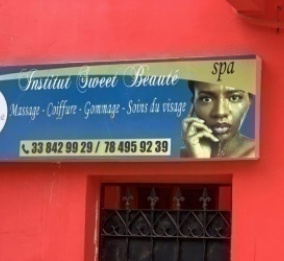 Institut Sweet Beauté
spa
Massage - Coiffure - Gommage - Soins du visage
33 842 99 29 / 78 495 92 39